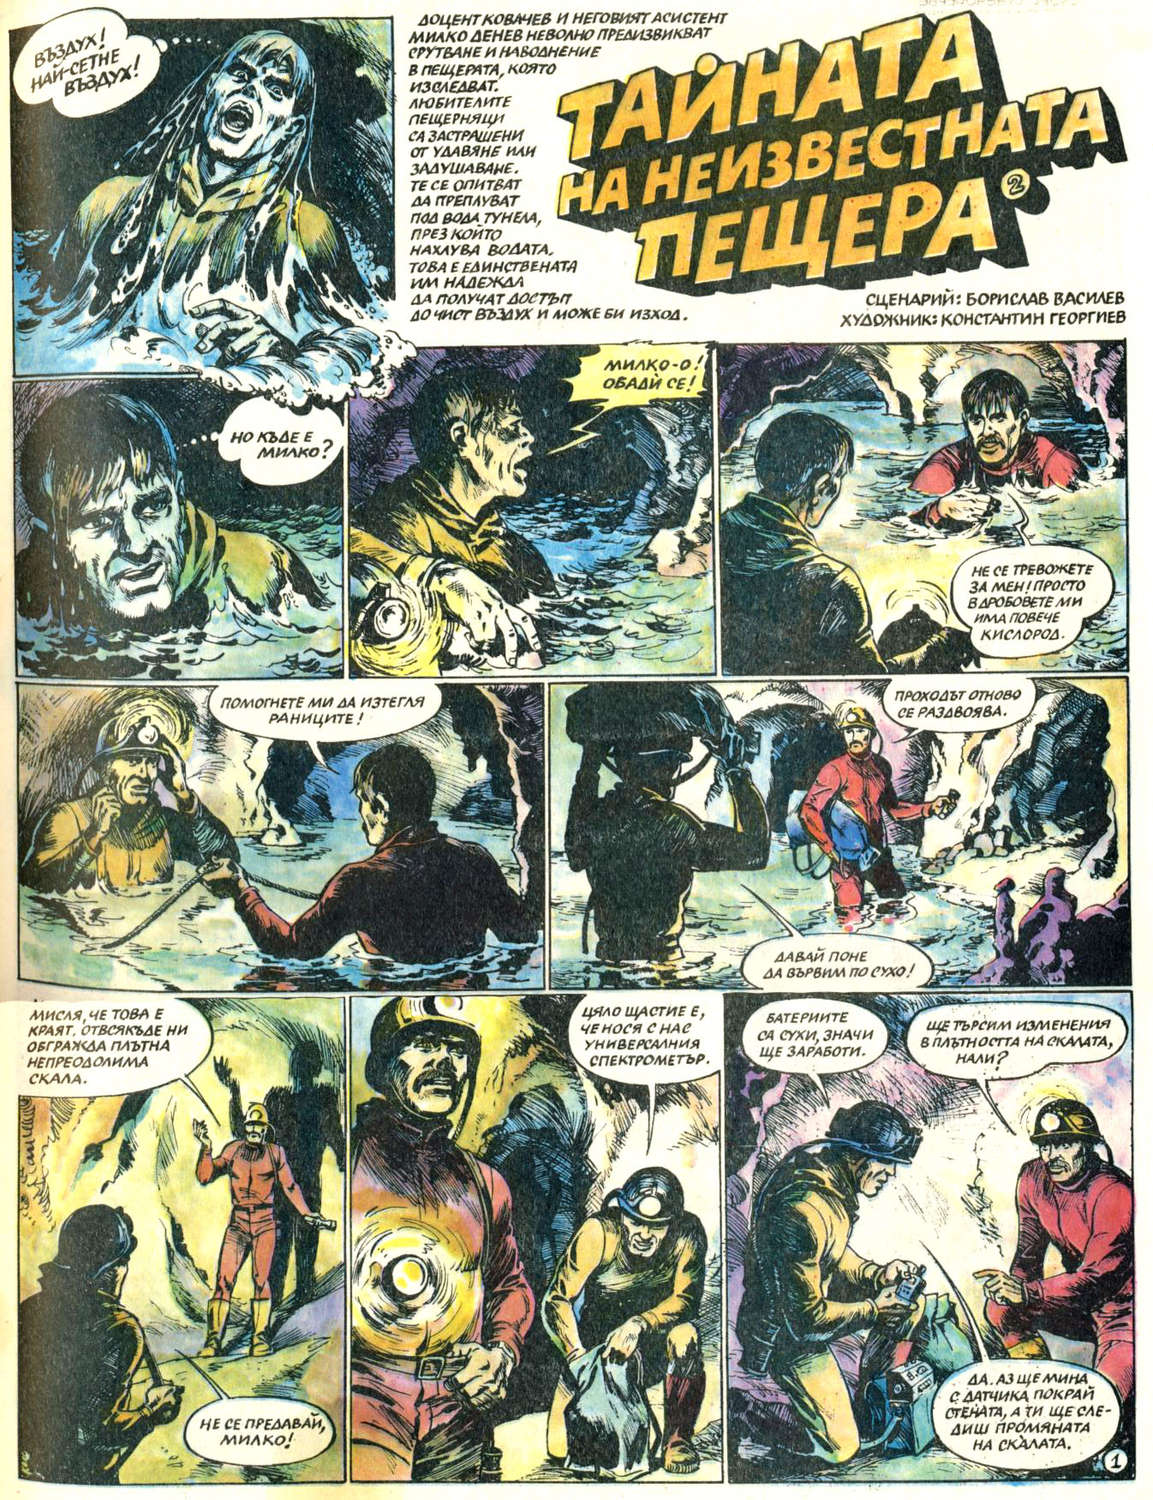 ВЪЗДУХ!
НАЙ-СЕТНЕ
ВЪЗДУХ!
ДОЦЕНТ КОВАЧЕВ И НЕГОВИЯТ АСИСТЕНТ
МИЛКО ДЕНЕВ НЕВОЛНО ПРЕДИЗВИКВАТ
СРУТВАНЕ И НАВОДНЕНИЕ
В ПЕЩЕРАТА, КОЯТО
ИЗСЛЕДВАТ.
ЛЮБИТЕЛИТЕ
ПЕЩЕРНЯЦИ
СА ЗАСТРАШЕНИ
ОТ УДАВЯНЕ ИЛИ
ЗАДУШАВАНЕ.
ТЕ СЕ ОПИТВАТ
ДА ПРЕПЛУВАТ
ПОД ВОДА ТУНЕЛА,
ПРЕЗ КОЙТО
НАХЛУВА ВОДАТА.
ТОВА Е ЕДИНСТВЕНАТА
ИМ НАДЕЖДА
ДА ПОЛУЧАТ ДОСТЪП
ДО ЧИСТ ВЪЗДУХ И МОЖЕ БИ ИЗХОД.
ТАЙНАТА
НА НЕИЗВЕСТНАТА
ПЕЩЕРА 2
СЦЕНАРИЙ: БОРИСЛАВ ВАСИЛЕВ
ХУДОЖНИК: КОНСТАНТИН ГЕОРГИЕВ
НО КЪДЕ Е
МИЛКО?
МИЛКО-О!
ОБАДИ СЕ!
НЕ СЕ ТРЕВОЖЕТЕ
ЗА МЕН! ПРОСТО
В ДРОБОВЕТЕ МИ
ИМА ПОВЕЧЕ
КИСЛОРОД.
ПОМОГНЕТЕ МИ ДА ИЗТЕГЛЯ
РАНИЦИТЕ!
ПРОХОДЪТ ОТНОВО
СЕ РАЗДВОЯВА.
ДАВАЙ ПОНЕ
ДА ВЪРВИМ ПО СУХО!
МИСЛЯ, ЧЕ ТОВА Е
КРАЯТ. ОТВСЯКЪДЕ НИ
ОБГРАЖДА ПЛЪТНА
НЕПРЕОДОЛИМА
СКАЛА.
НЕ СЕ ПРЕДАВАЙ,
МИЛКО!
ЦЯЛО ЩАСТИЕ Е,
ЧЕ НОСЯ С НАС
УНИВЕРСАЛНИЯ
СПЕКТРОМЕТЪР.
БАТЕРИИТЕ
СА СУХИ, ЗНАЧИ
ЩЕ ЗАРАБОТИ.
ЩЕ ТЪРСИМ ИЗМЕНЕНИЯ
В ПЛЪТНОСТТА НА СКАЛАТА,
НАЛИ?
ДА. АЗ ЩЕ МИНА
С ДАТЧИКА ПОКРАЙ
СТЕНАТА, А ТИ ЩЕ СЛЕ-
ДИШ ПРОМЯНАТА
НА СКАЛАТА.
1